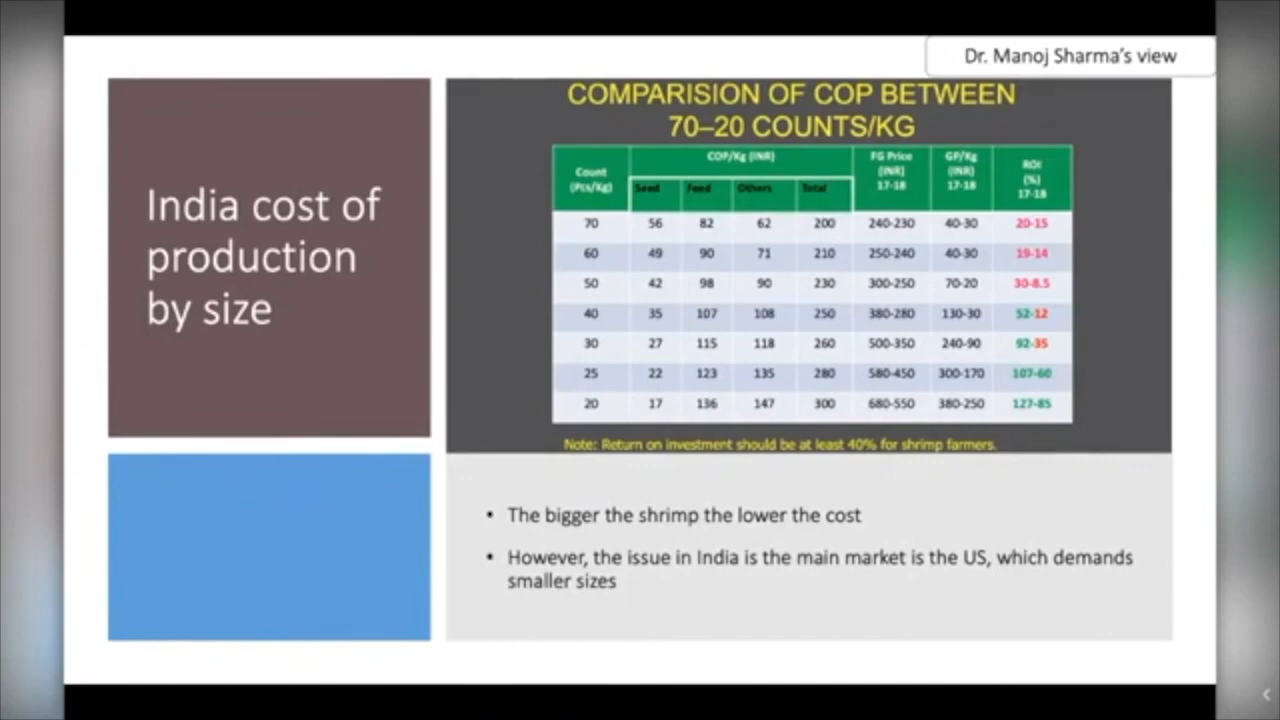 Dr. Manoj Sharma's view
India cost of
production
by size
COMPARISION OF COP BETWEEN
70–20 COUNTS/KG
Count
(Pcs/Kg)
COP/Kg (INR)
Seed Feed Others Total
FG Price
(INR)
17-18
GP/Kg
(INR)
17-18
ROI
(%)
17-18
70 56 82 62 200 240-230 40-30 20-15
60 49 90 71 210 250-240 40-30 19-14
50 42 98 90 230 300-250 70-20 30-8.5
40 35 107 108 250 380-280 130-30 52-12
30 27 115 118 260 500-350 240-90 92-35
25 22 123 135 280 580-450 300-170 107-60
20 17 136 147 300 680-550 380-250 127-85
Note: Return on investment should be at least 40% for shrimp farmers.
• The bigger the shrimp the lower the cost
• However, the issue in India is the main market is the US, which demands
smaller sizes